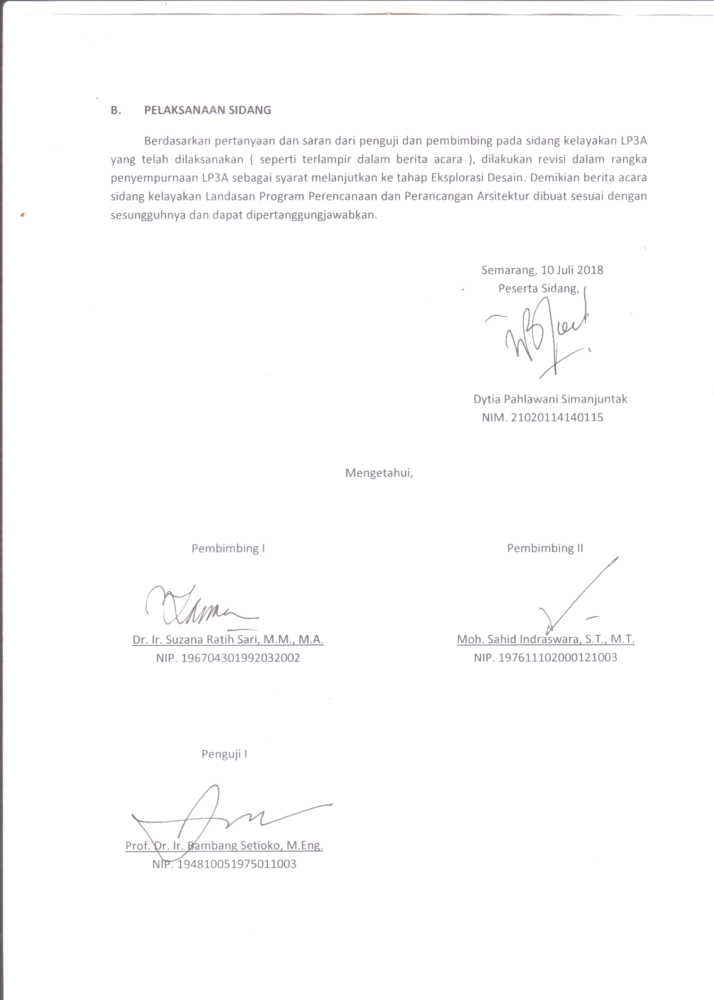 B. PELAKSANAAN SIDANG
Berdasarkan pertanyaan dan saran dari penguji dan pembimbing pada sidang kelayakan LP3A
yang telah dilaksanakan ( seperti terlampir dalam berita acara ), dilakukan revisi dalam rangka
penyempurnaan LP3A sebagai syarat melanjutkan ke tahap Eksplorasi Desain. Demikian berita acara
sidang kelayakan Landasan Program Perencanaan dan Perancangan Arsitektur dibuat sesuai dengan
sesungguhnya dan dapat dipertanggungjawabkan.
Semarang, 10 Juli 2018
Peserta Sidang,
Dytia Pahlawani Simanjuntak
NIM. 21020114140115
Mengetahui,
Pembimbing I
Pembimbing II
Dr. Ir. Suzana Ratih Sari, M.M., M.A.
Moh. Sahid Indraswara, S.T., M.T.
NIP. 196704301992032002
NIP. 197611102000121003
Penguji I
Prof. Dr. Ir. Bambang Setioko, M.Eng.
NIP. 194810051975011003